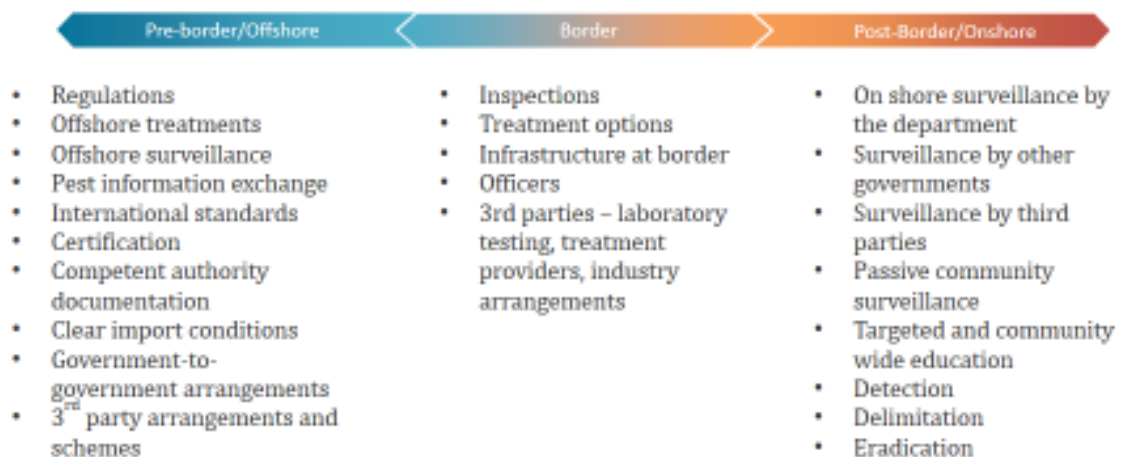 Pre-border/Offshore
Border
Post-Border/Onshore
• Regulations
• Offshore treatments
• Offshore surveillance
• Pest information exchange
• International standards
• Certification
• Competent authority
documentation
• Clear import conditions
• Government-to-
government arrangements
• 3rd party arrangements and
schemes
• Inspections
• Treatment options
• Infrastructure at border
• Officers
• 3rd parties – laboratory
testing, treatment
providers, industry
arrangements
• On shore surveillance by
the department
• Surveillance by other
governments
• Surveillance by third
parties
• Passive community
surveillance
• Targeted and community
wide education
• Detection
• Delimitation
• Eradication